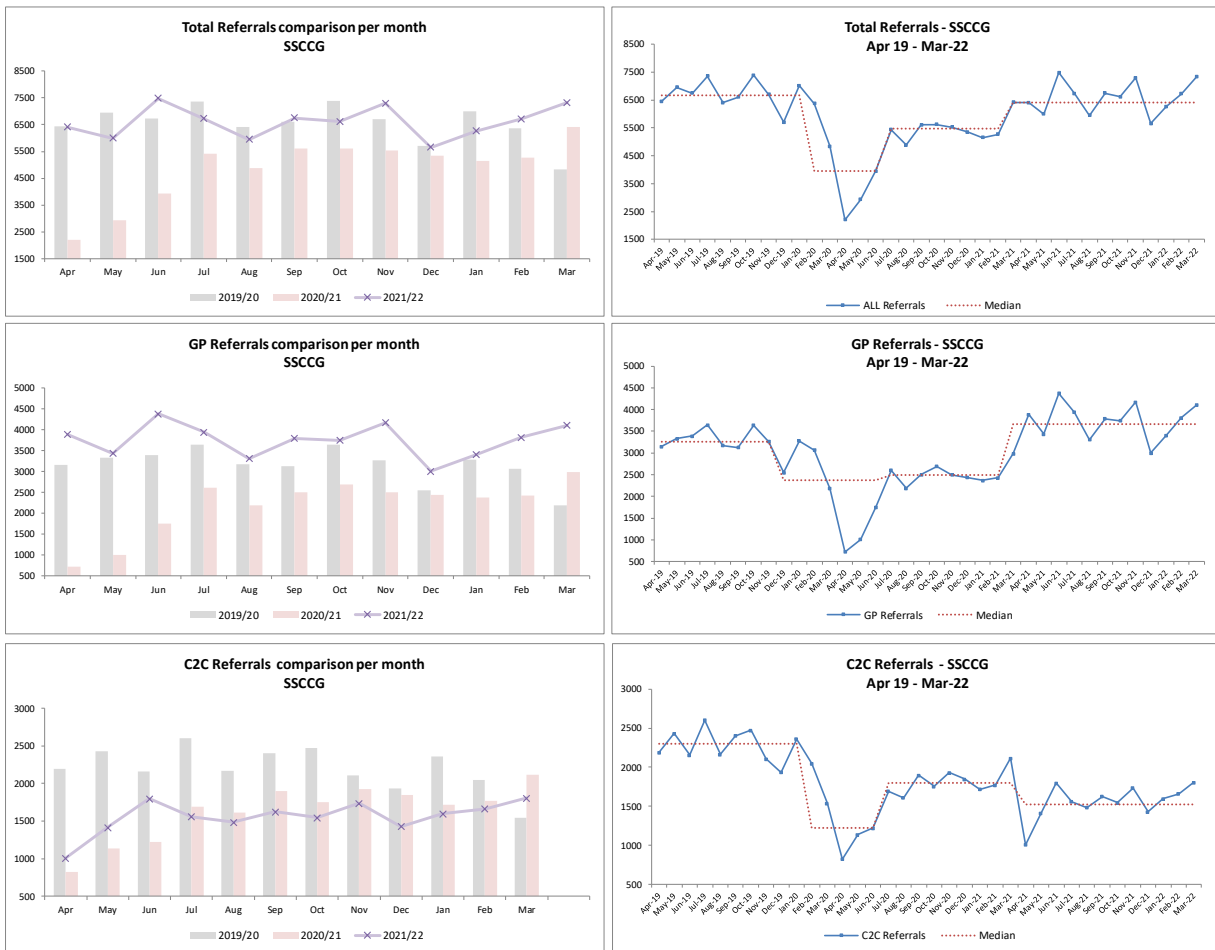 Total Referrals comparison per month
SSCCG
8500
7500
6500
5500
4500
3500
2500
1500
Apr May Jun Jul Aug Sep Oct Nov Dec Jan Feb Mar
2019/20 2020/21 2021/22
Total Referrals - SSCCG
Apr 19 - Mar-22
8500
7500
6500
5500
4500
3500
2500
1500
Apr-19 May-19 Jun-19 Jul-19 Aug-19 Sep-19 Oct-19 Nov-19 Dec-19 Jan-20 Feb-20 Mar-20 Apr-20 May-20 Jun-20 Jul-20 Aug-20 Sep-20 Oct-20 Nov-20 Dec-20 Jan-21 Feb-21 Mar-21 Apr-21 May-21 Jun-21 Jul-21 Aug-21 Sep-21 Oct-21 Nov-21 Dec-21 Jan-22 Feb-22 Mar-22
ALL Referrals Median
GP Referrals comparison per month
SSCCG
5000
4500
4000
3500
3000
2500
2000
1500
1000
500
Apr May Jun Jul Aug Sep Oct Nov Dec Jan Feb Mar
2019/20 2020/21 2021/22
GP Referrals - SSCCG
Apr 19 - Mar-22
5000
4500
4000
3500
3000
2500
2000
1500
1000
500
Apr-19 May-19 Jun-19 Jul-19 Aug-19 Sep-19 Oct-19 Nov-19 Dec-19 Jan-20 Feb-20 Mar-20 Apr-20 May-20 Jun-20 Jul-20 Aug-20 Sep-20 Oct-20 Nov-20 Dec-20 Jan-21 Feb-21 Mar-21 Apr-21 May-21 Jun-21 Jul-21 Aug-21 Sep-21 Oct-21 Nov-21 Dec-21 Jan-22 Feb-22 Mar-22
GP Referrals Median
C2C Referrals comparison per month
SSCCG
3000
2500
2000
1500
1000
500
Apr May Jun Jul Aug Sep Oct Nov Dec Jan Feb Mar
2019/20 2020/21 2021/22
C2C Referrals - SSCCG
Apr 19 - Mar-22
3000
2500
2000
1500
1000
500
Apr-19 May-19 Jun-19 Jul-19 Aug-19 Sep-19 Oct-19 Nov-19 Dec-19 Jan-20 Feb-20 Mar-20 Apr-20 May-20 Jun-20 Jul-20 Aug-20 Sep-20 Oct-20 Nov-20 Dec-20 Jan-21 Feb-21 Mar-21 Apr-21 May-21 Jun-21 Jul-21 Aug-21 Sep-21 Oct-21 Nov-21 Dec-21 Jan-22 Feb-22 Mar-22
C2C Referrals Median